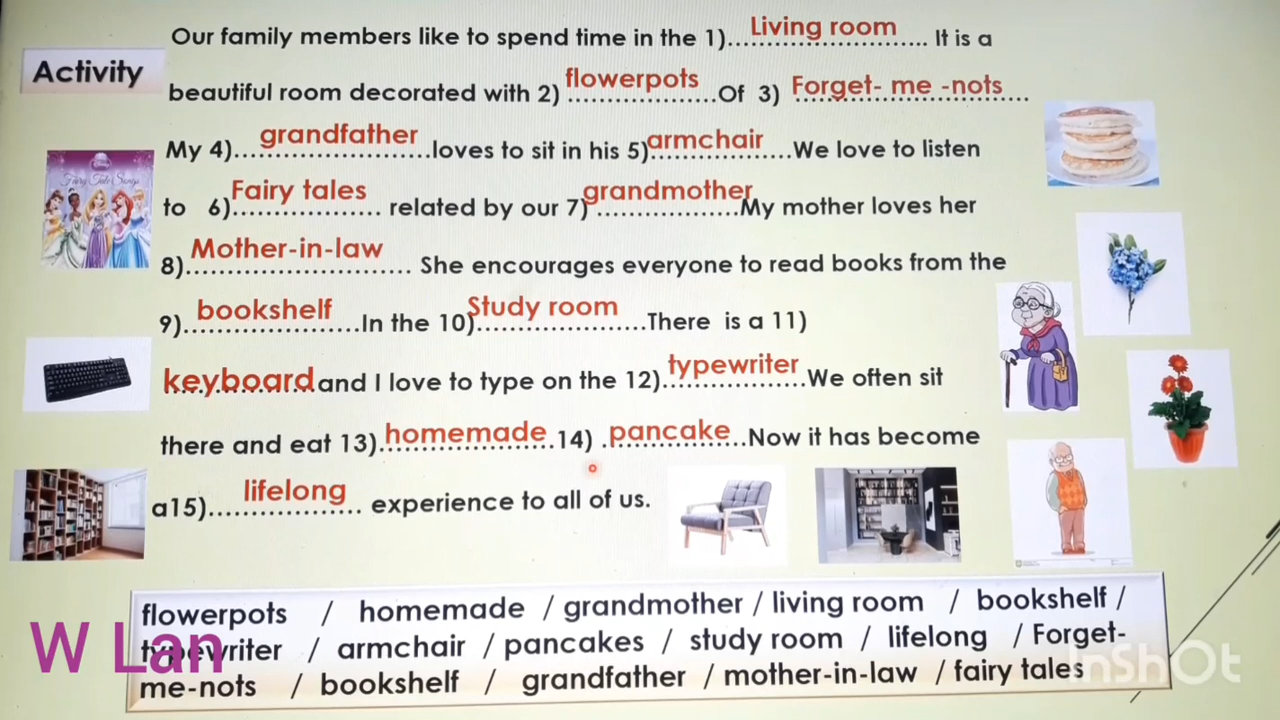 Activity
Our family members like to spend time in the 1)..Living room.. It is a
beautiful room decorated with 2) flowerpots Of 3) Forget- me -nots
My 4)..grandfather..loves to sit in his 5)armchair..We love to listen
to 6)Fairy tales related by our 7) grandmother My mother loves her
8)..Mother-in-law.. She encourages everyone to read books from the
9)..bookshelf..In the 10)Study room..There is a 11)
keyboard and I love to type on the 12)..typewriter..We often sit
there and eat 13)..homemade..14) .pancake..Now it has become
a15)..lifelong.. experience to all of us.
Fairy Tale Songs
flowerpots / homemade / grandmother / living room / bookshelf /
typewriter / armchair / pancakes / study room / lifelong / Forget-
me-nots / bookshelf / grandfather / mother-in-law / fairy tales
W Lan
InShOt